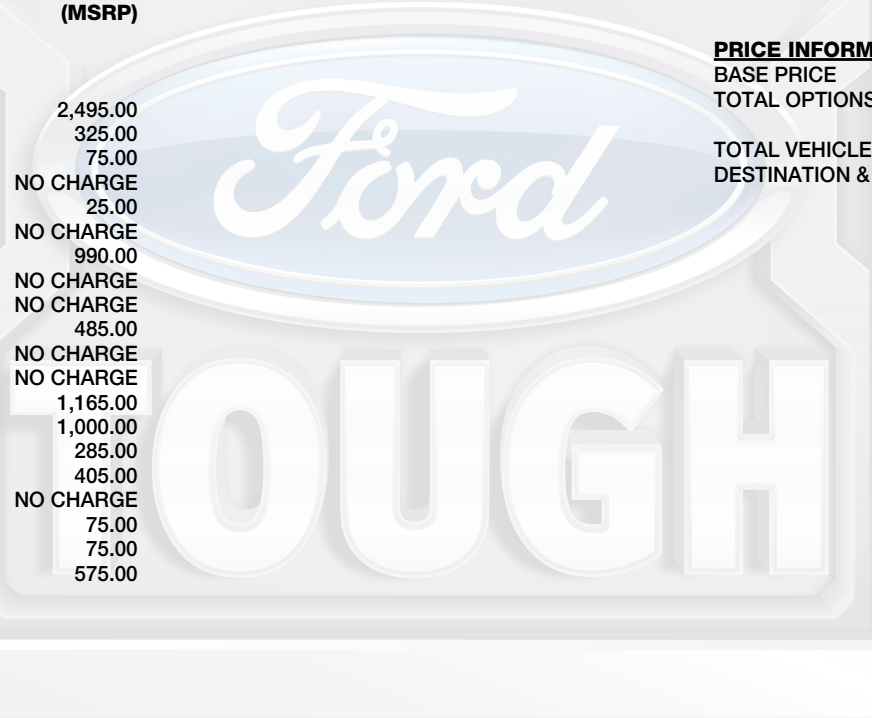 (MSRP)
2,495.00
325.00
75.00
NO CHARGE
25.00
NO CHARGE
990.00
NO CHARGE
NO CHARGE
485.00
NO CHARGE
NO CHARGE
1,165.00
1,000.00
285.00
405.00
NO CHARGE
75.00
75.00
575.00
PRICE INFORM
BASE PRICE
TOTAL OPTIONS
TOTAL VEHICLE
DESTINATION &
Ford
TOUGH